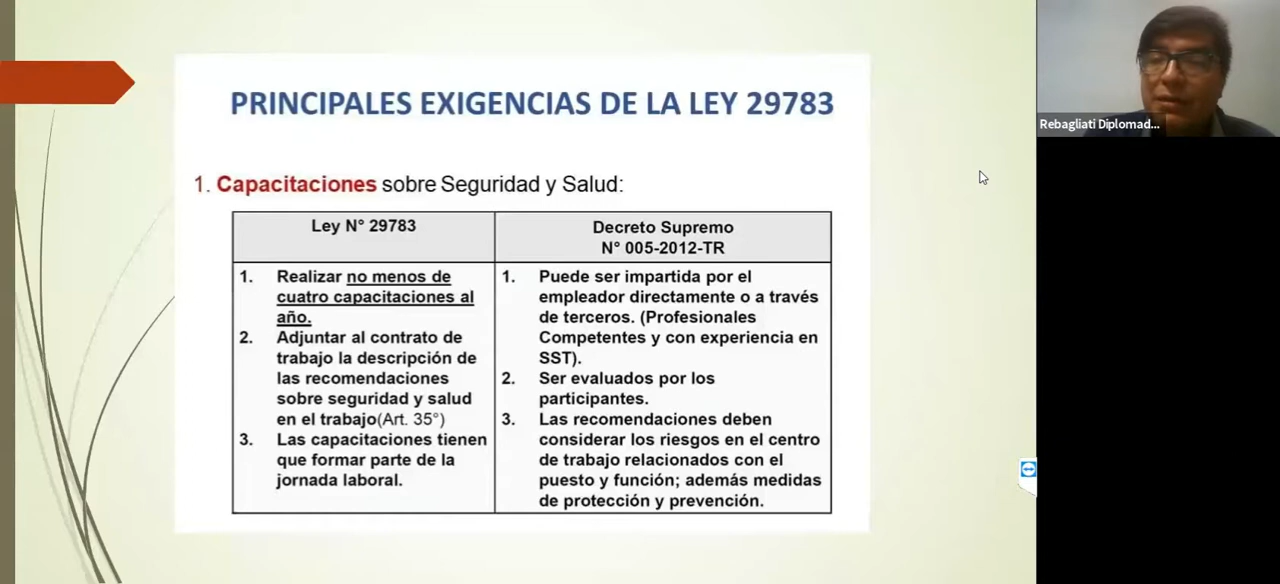 PRINCIPALES EXIGENCIAS DE LA LEY 29783
1. Capacitaciones sobre Seguridad y Salud:
Ley N° 29783
1. Realizar no menos de
cuatro capacitaciones al
año.
2. Adjuntar al contrato de
trabajo la descripción de
las recomendaciones
sobre seguridad y salud
en el trabajo(Art. 35°)
3. Las capacitaciones tienen
que formar parte de la
jornada laboral.
Decreto Supremo
N° 005-2012-TR
1. Puede ser impartida por el
empleador directamente o a través
de terceros. (Profesionales
Competentes y con experiencia en
SST).
2. Ser evaluados por los
participantes.
3. Las recomendaciones deben
considerar los riesgos en el centro
de trabajo relacionados con el
puesto y función; además medidas
de protección y prevención.
Rebagliati Diplomad...